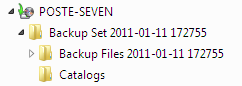 POSTE-SEVEN
Backup Set 2011-01-11 172755
Backup Files 2011-01-11 172755
Catalogs